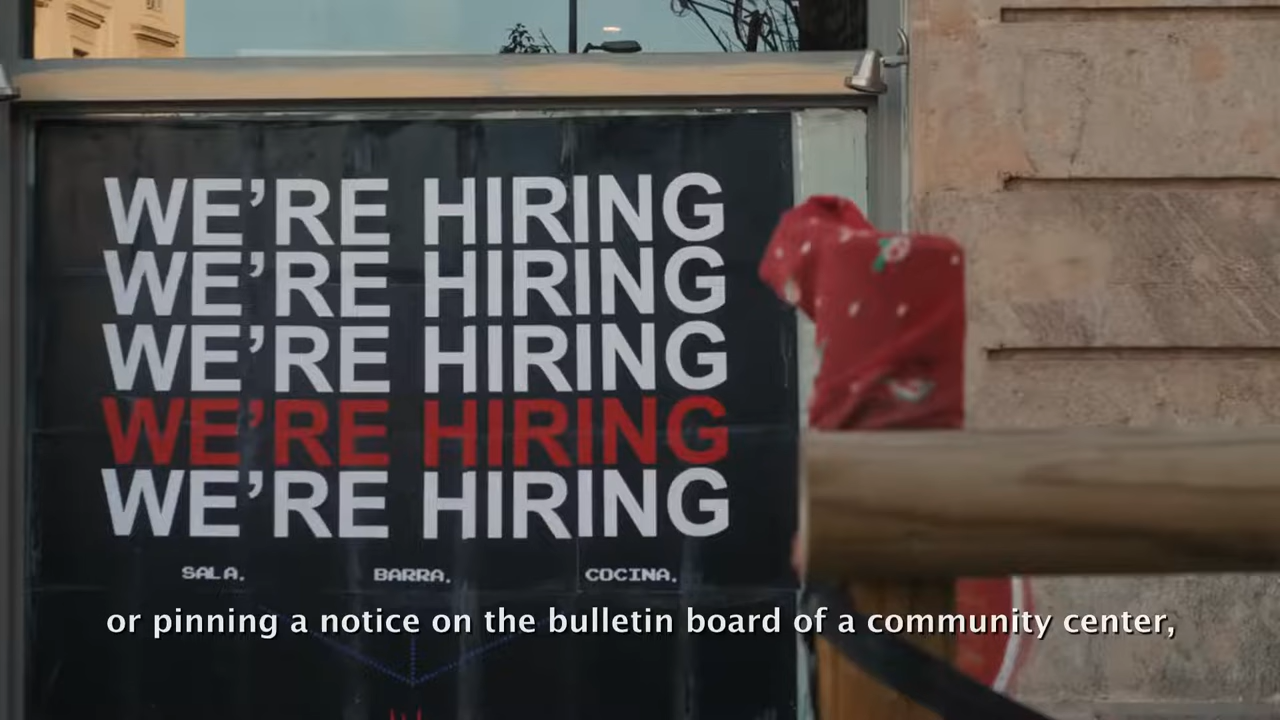 WE’RE HIRING
WE’RE HIRING
WE’RE HIRING
WE’RE HIRING
WE’RE HIRING
SALA. BARRA. COCINA.
or pinning a notice on the bulletin board of a community center,